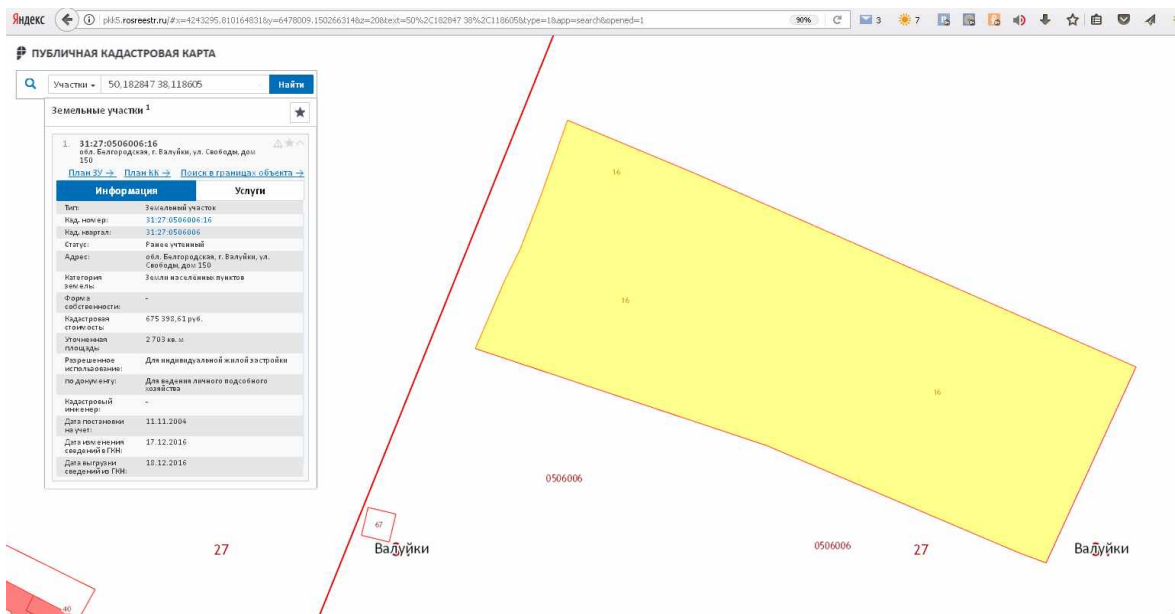 Яндекс
pkk5.rosreestr.ru/#x=4243295.810164831&y=6478009.150266314&z=20&text=50%2C182847 38%2C118605&type=1&app=search&opened=1
90%
3
7
ПУБЛИЧНАЯ КАДАСТРОВАЯ КАРТА
Участки
50,182847 38,118605
Найти
Земельные участки 1
1. 31:27:0506006:16
обл. Белгородская, г. Валуйки, ул. Свободы, дом
150
План ЗУ → План КК → Поиск в границах объекта →
Информация Услуги
Тип: Земельный участок
Кад. номер: 31:27:0506006:16
Кад. квартал: 31:27:0506006
Статус: Ранее учтенный
Адрес: обл. Белгородская, г. Валуйки, ул.
Свободы, дом 150
Категория Земли населённых пунктов
земель:
Форма -
собственности:
Кадастровая 675 393,61 руб.
стоимость:
Уточненная 2 703 кв. м
площадь:
Разрешенное Для индивидуальной жилой застройки
использование:
по документу: Для ведения личного подсобного
хозяйства
Кадастровый -
инженер:
Дата постановки 11.11.2004
на учет:
Дата изменения 17.12.2016
сведений в ГКН:
Дата выгрузки 18.12.2016
сведений из ГКН:
16
16
16
0506006
67
27
Валуйки
0506006
27
Валуйки
40